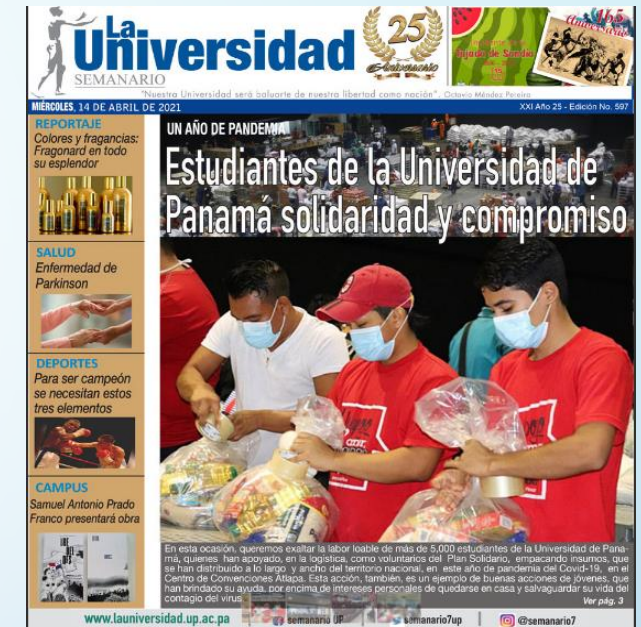 La
Universidad
SEMANARIO
25
Aniversario
165
Aniversario
"Nuestra Universidad será baluarte de nuestra libertad como nación". Octavio Méndez Pereira
MIÉRCOLES, 14 DE ABRIL DE 2021
XXI Año 25 - Edición No. 597
REPORTAJE
Colores y fragancias:
Fragonard en todo
su esplendor
SALUD
Enfermedad de
Parkinson
DEPORTES
Para ser campeón
se necesitan estos
tres elementos
CAMPUS
Samuel Antonio Prado
Franco presentará obra
UN AÑO DE PANDEMIA
Estudiantes de la Universidad de
Panamá solidaridad y compromiso
En esta ocasión, queremos exaltar la labor loable de más de 5,000 estudiantes de la Universidad de Pana-
má, quienes han apoyado, en la logística, como voluntarios del Plan Solidario, empacando insumos, que
se han distribuido a lo largo y ancho del territorio nacional, en este año de pandemia del Covid-19, en el
Centro de Convenciones Atlapa. Esta acción, también, es un ejemplo de buenas acciones de jóvenes, que
han brindado su ayuda, por encima de intereses personales de quedarse en casa y salvaguardar su vida del
contagio del virus.
Ver pág. 3
www.launiversidad.up.ac.pa
semanario UP
semanario7up
@semanario7